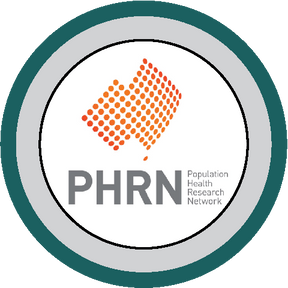 PHRN
Population
Health
Research
Network